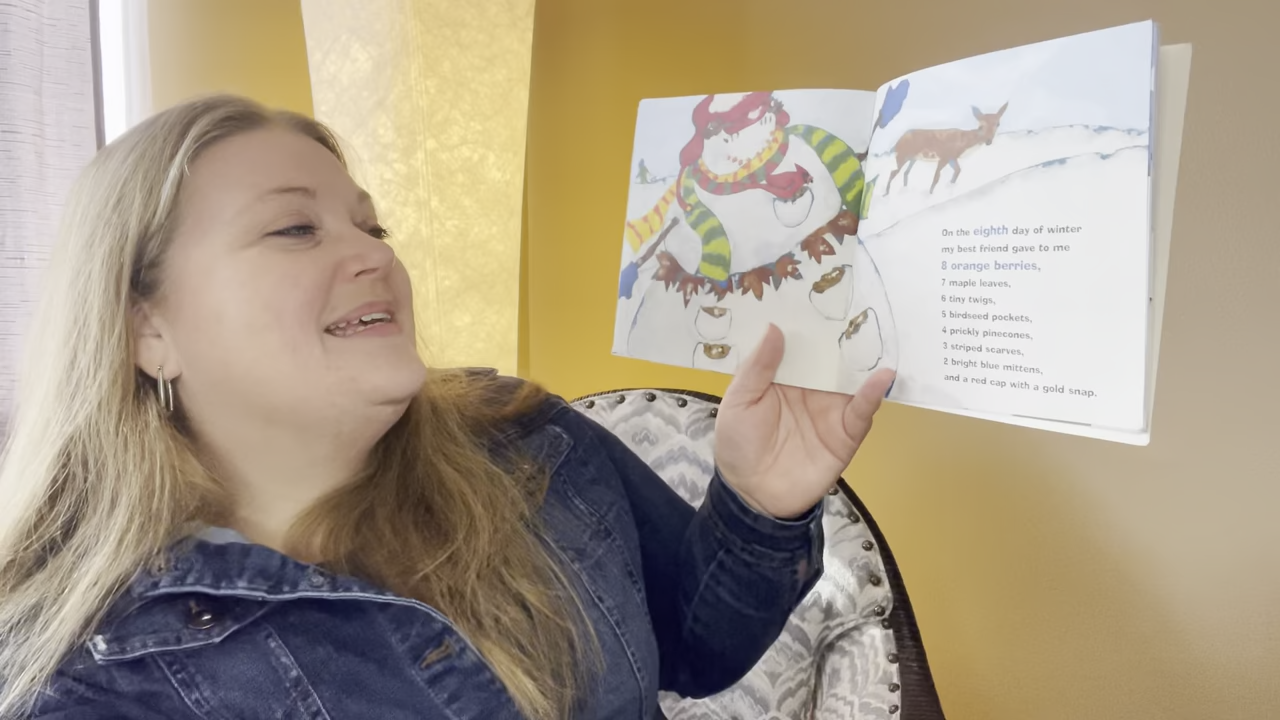 On the eighth day of winter
my best friend gave to me
8 orange berries,
7 maple leaves,
6 tiny twigs,
5 birdseed pockets,
4 prickly pinecones,
3 striped scarves,
2 bright blue mittens,
and a red cap with a gold snap.